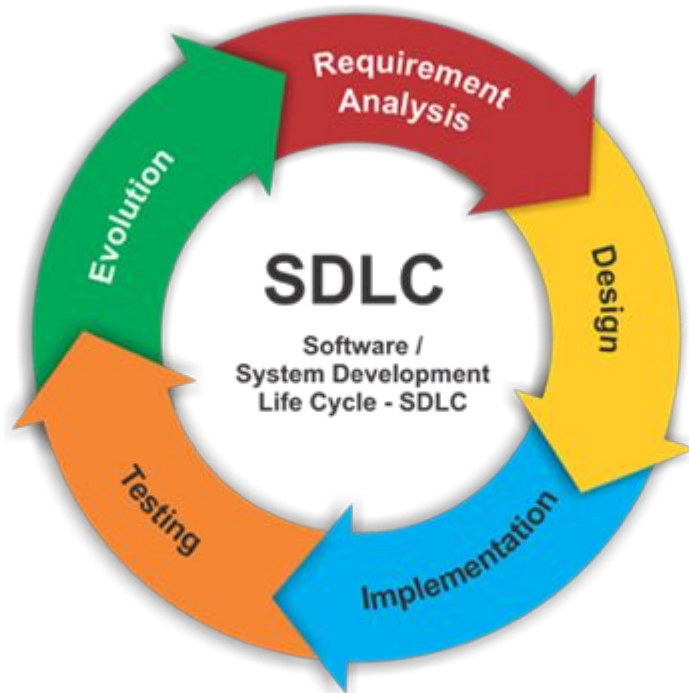 Requirement
Analysis
Design
Implementation
Testing
Evolution
SDLC
Software /
System Development
Life Cycle - SDLC